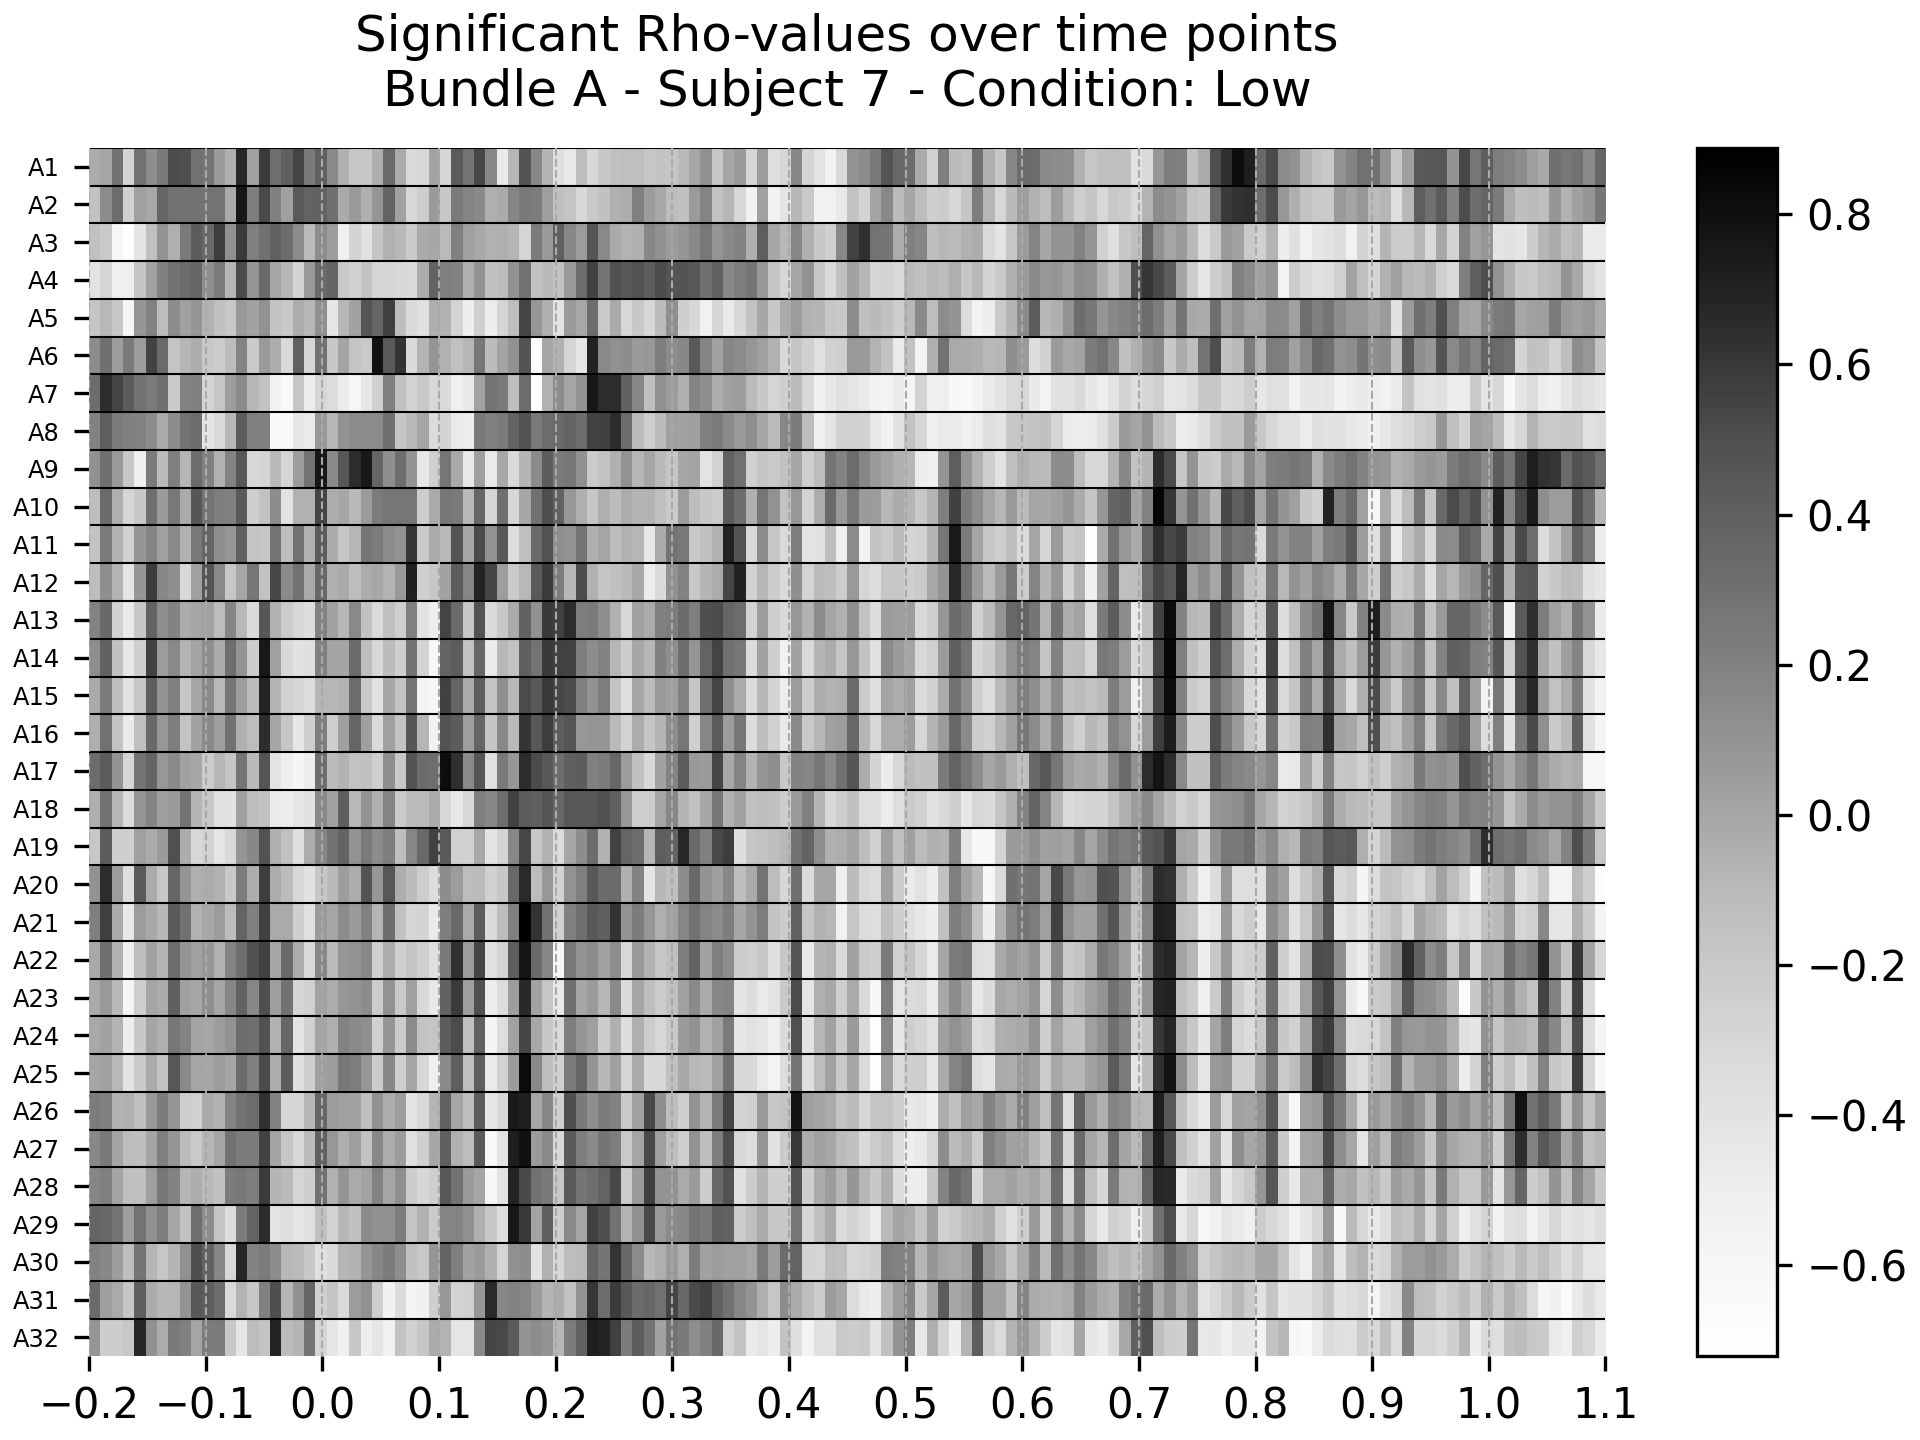 Significant Rho-values over time points
Bundle A - Subject 7 - Condition: Low
A1
A2
A3
A4
A5
A6
A7
A8
A9
A10
A11
A12
A13
A14
A15
A16
A17
A18
A19
A20
A21
A22
A23
A24
A25
A26
A27
A28
A29
A30
A31
A32
−0.2 −0.1 0.0 0.1 0.2 0.3 0.4 0.5 0.6 0.7 0.8 0.9 1.0 1.1
0.8
0.6
0.4
0.2
0.0
−0.2
−0.4
−0.6